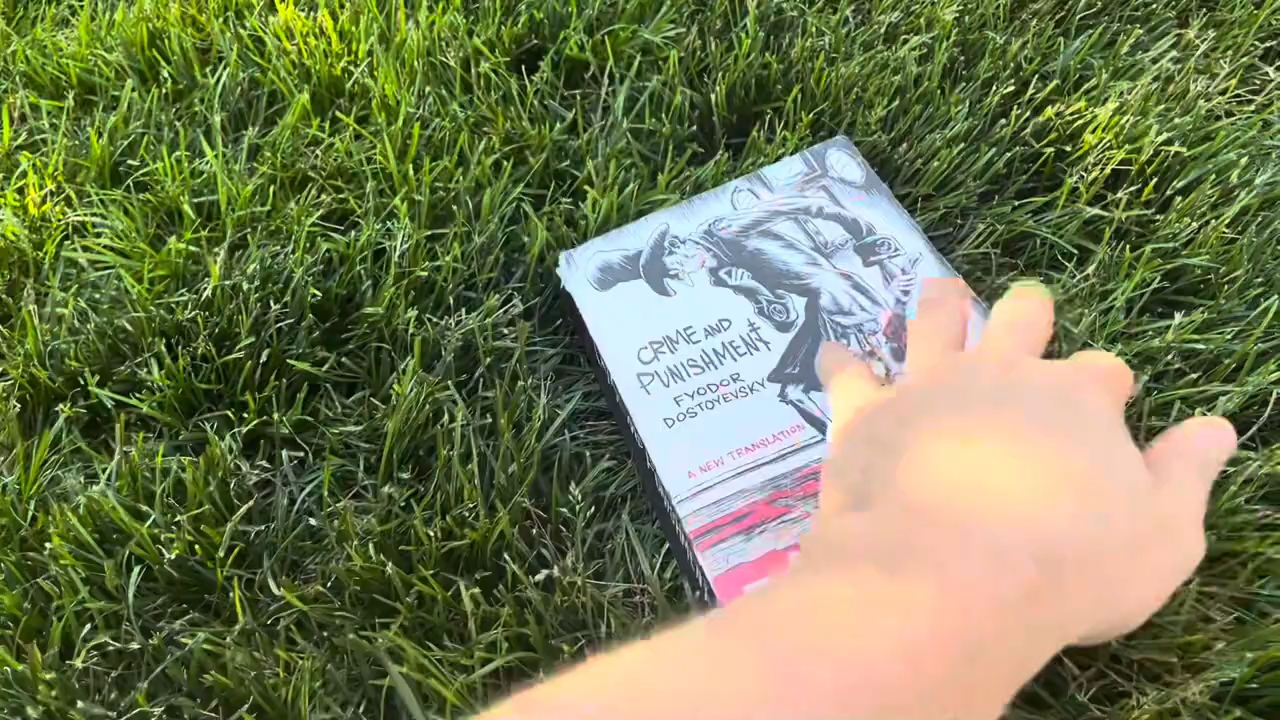 CRIME AND
PUNISHMENT
FYODOR
DOSTOYEVSKY
A NEW TRANSLATION